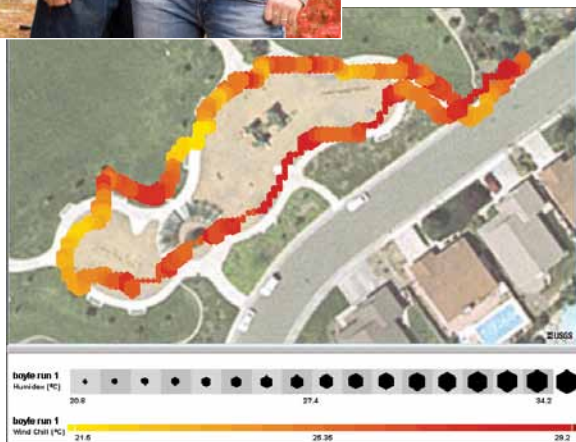 USGS
boyle run 1
Humidex (°C)
20.8 27.4 34.2
boyle run 1
Wind Chill (°C)
21.5 25.35 29.2